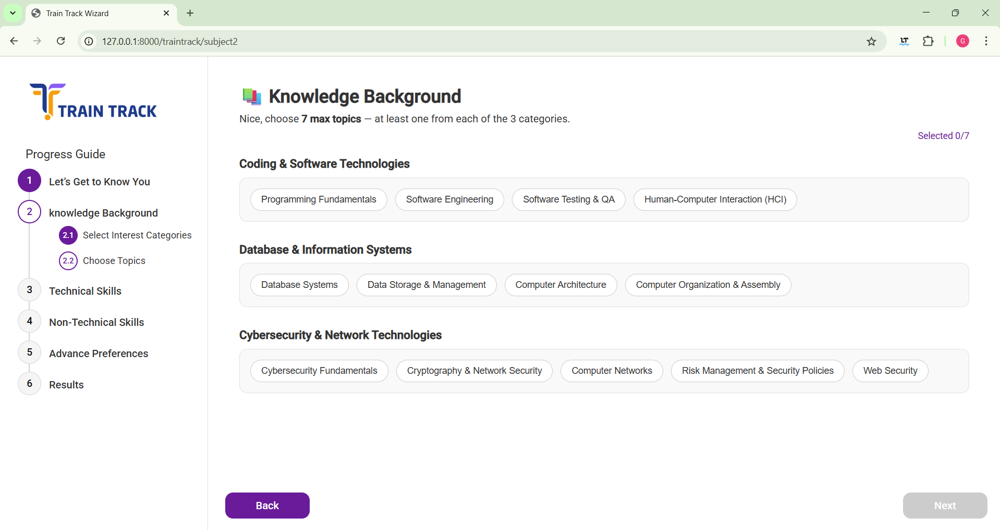 Train Track Wizard
127.0.0.1:8000/traintrack/subject2
LT
G
TRAIN TRACK
Progress Guide
1 Let’s Get to Know You
2 knowledge Background
2.1 Select Interest Categories
2.2 Choose Topics
3 Technical Skills
4 Non-Technical Skills
5 Advance Preferences
6 Results
Knowledge Background
Nice, choose 7 max topics — at least one from each of the 3 categories.
Selected 0/7
Coding & Software Technologies
Programming Fundamentals Software Engineering Software Testing & QA Human-Computer Interaction (HCI)
Database & Information Systems
Database Systems Data Storage & Management Computer Architecture Computer Organization & Assembly
Cybersecurity & Network Technologies
Cybersecurity Fundamentals Cryptography & Network Security Computer Networks Risk Management & Security Policies Web Security
Back Next